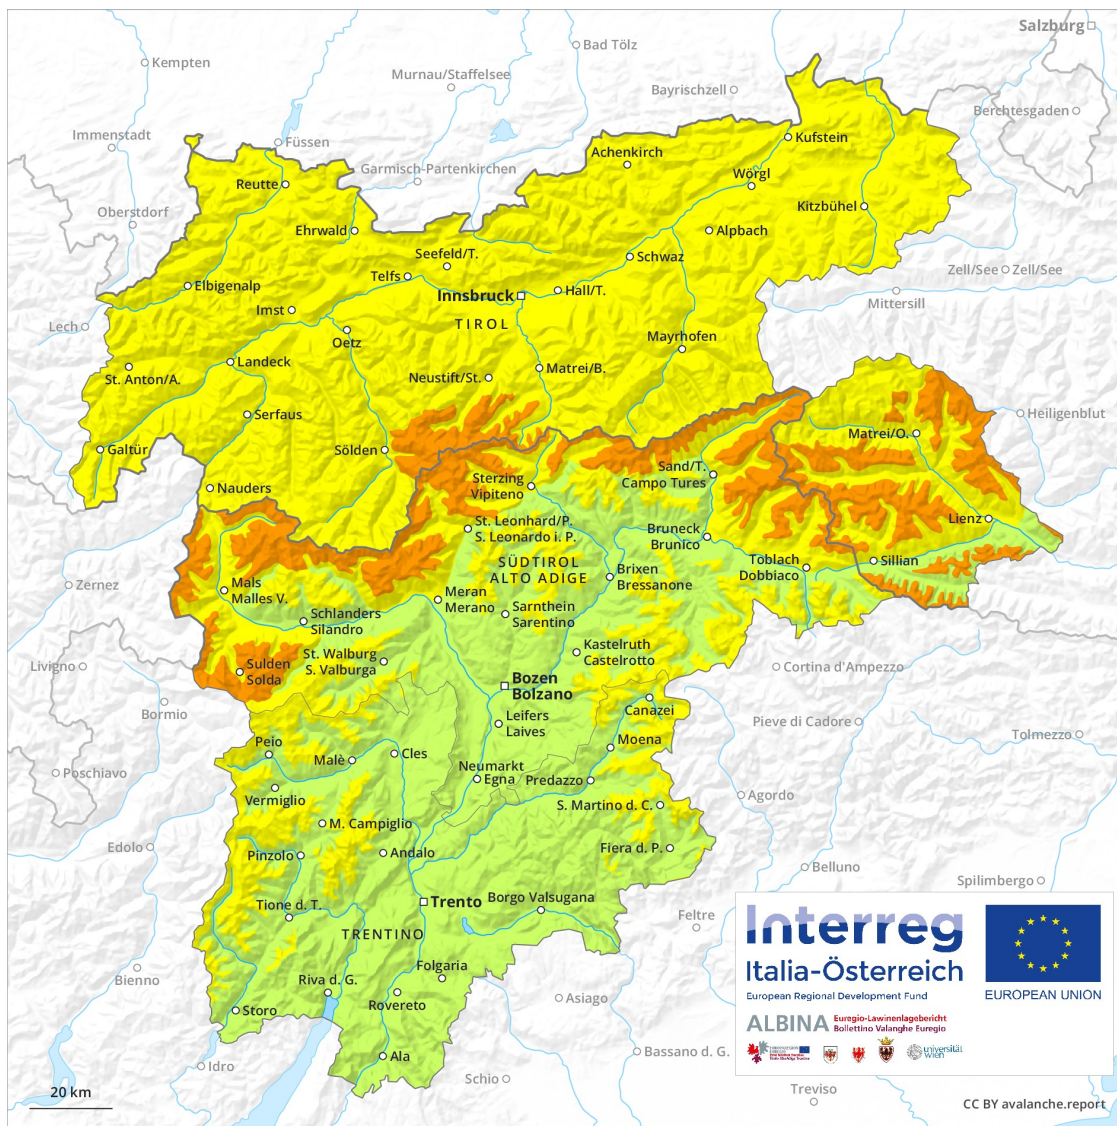 Salzburg
Bad Tölz
Kempten
Murnau/Staffelsee
Bayrischzell
Berchtesgaden
Immenstadt
Füssen
Kufstein
Achenkirch
Garmisch-Partenkirchen
Wörgl
Reutte
Oberstdorf
Kitzbühel
Ehrwald
Alpbach
Seefeld/T.
Schwaz
Telfs
Zell/See
Zell/See
Elbigenalp
Innsbruck
Hall/T.
Mittersill
Imst
TIROL
Lech
Oetz
Mayrhofen
Landeck
Matrei/B.
St. Anton/A.
Neustift/St.
Serfaus
Heiligenblut
Matrei/O.
Galtür
Sölden
Sand/T.
Campo Tures
Sterzing
Vipiteno
Nauders
Lienz
St. Leonhard/P.
S. Leonardo i. P.
Bruneck
Brunico
SÜDTIROL
ALTO ADIGE
Toblach
Dobbiaco
Sillian
Brixen
Bressanone
Zernez
Mals
Malles V.
Meran
Merano
Sarnthein
Sarentino
Schlanders
Silandro
Kastelruth
Castelrotto
St. Walburg
S. Valburga
Livigno
Sulden
Solda
Cortina d'Ampezzo
Bozen
Bolzano
Bormio
Canazei
Leifers
Laives
Pieve di Cadore
Tolmezzo
Peio
Moena
Malè
Cles
Poschiavo
Neumarkt
Egna
Predazzo
Vermiglio
Agordo
S. Martino d. C.
M. Campiglio
Edolo
Pinzolo
Andalo
Fiera d. P.
Belluno
Spilimbergo
Tione d. T.
Trento
Borgo Valsugana
Feltre
TRENTINO
Interreg
Italia-Österreich
European Regional Development Fund
EUROPEAN UNION
Folgaria
Bienno
Riva d. G.
Rovereto
Asiago
Storo
ALBINA
Euregio-Lawinenlagebericht
Bollettino Valanghe Euregio
universität
wien
Ala
Bassano d. G.
Idro
Schio
Treviso
20 km
CC BY avalanche.report